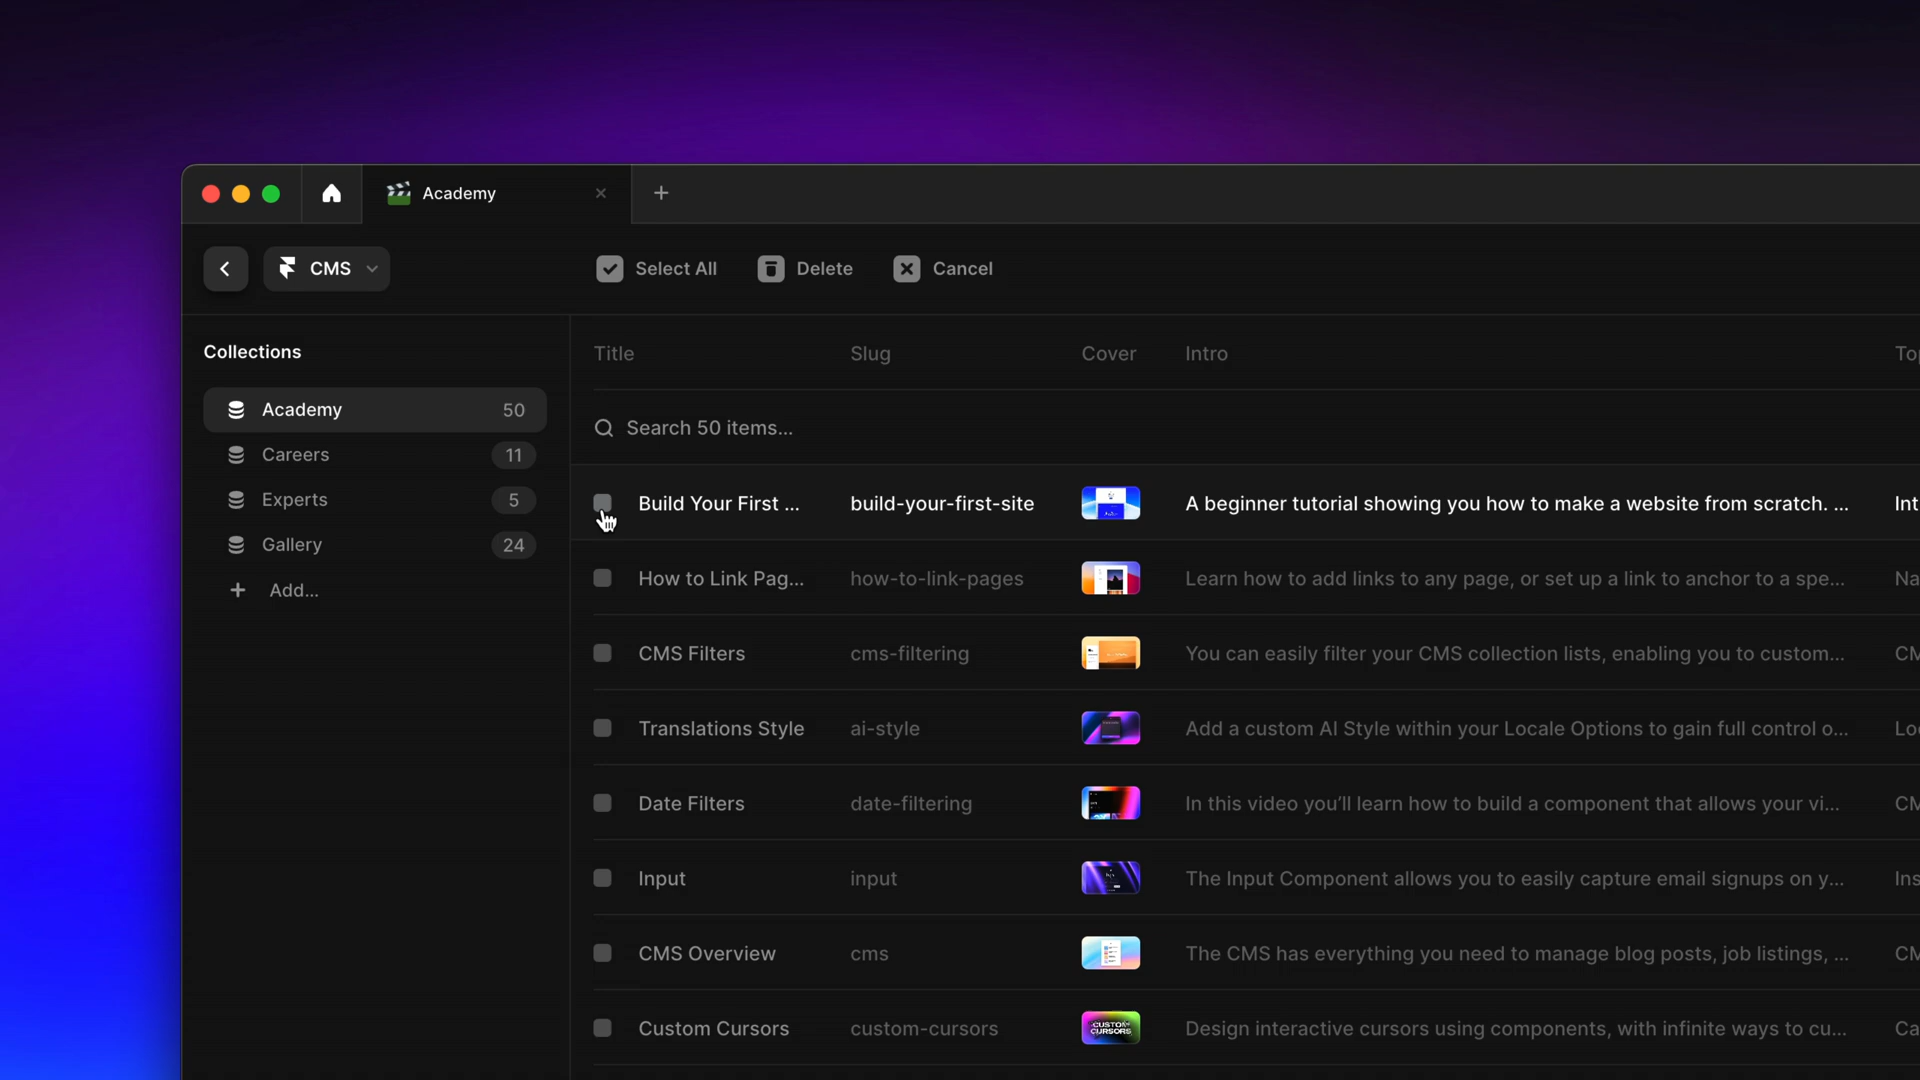 Academy
CMS
Select All
Delete
Cancel
Collections
Academy 50
Careers 11
Experts 5
Gallery 24
Add...
Title Slug Cover Intro To
Search 50 items...
Build Your First ... build-your-first-site A beginner tutorial showing you how to make a website from scratch. ... Int
How to Link Pag... how-to-link-pages Learn how to add links to any page, or set up a link to anchor to a spe... Na
CMS Filters cms-filtering You can easily filter your CMS collection lists, enabling you to custom... CM
Translations Style ai-style Add a custom AI Style within your Locale Options to gain full control o... Lo
Date Filters date-filtering In this video you’ll learn how to build a component that allows your vi... CM
Input input The Input Component allows you to easily capture email signups on y... Ins
CMS Overview cms The CMS has everything you need to manage blog posts, job listings, ... CM
Custom Cursors custom-cursors CUSTOM CURSORS Design interactive cursors using components, with infinite ways to cu... Ca